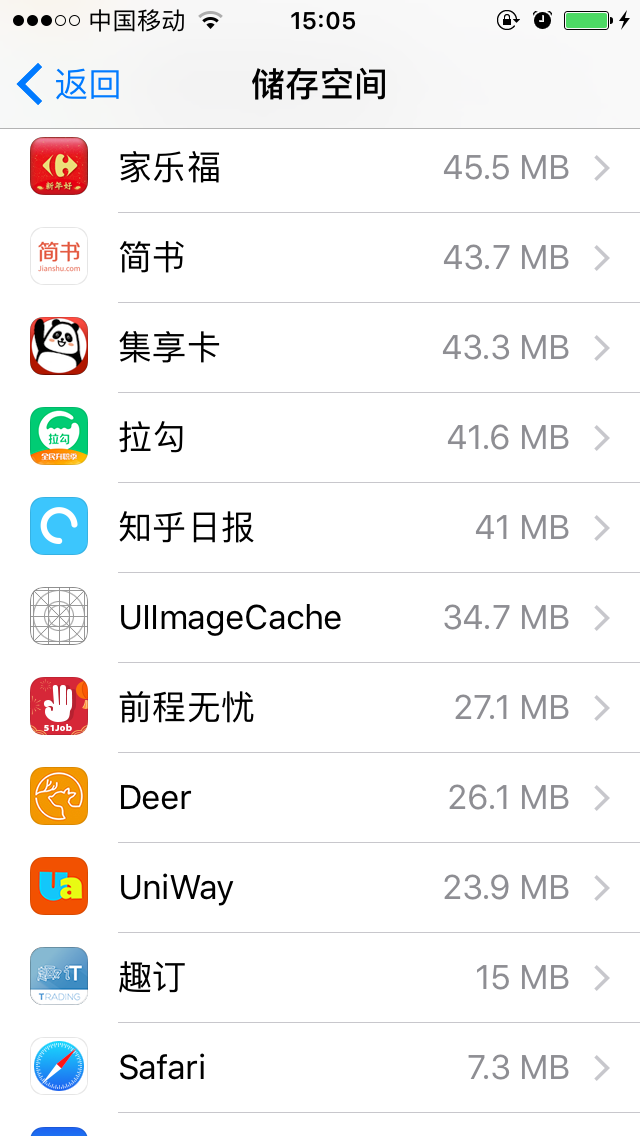 中国移动 15:05
返回 储存空间
新年好
家乐福 45.5 MB
简书
Jianshu.com
简书 43.7 MB
集享卡 43.3 MB
拉勾
全民升职季
拉勾 41.6 MB
知乎日报 41 MB
UIImageCache 34.7 MB
51Job
前程无忧 27.1 MB
Deer 26.1 MB
Ua
UniWay 23.9 MB
TRADING
趣订 15 MB
Safari 7.3 MB